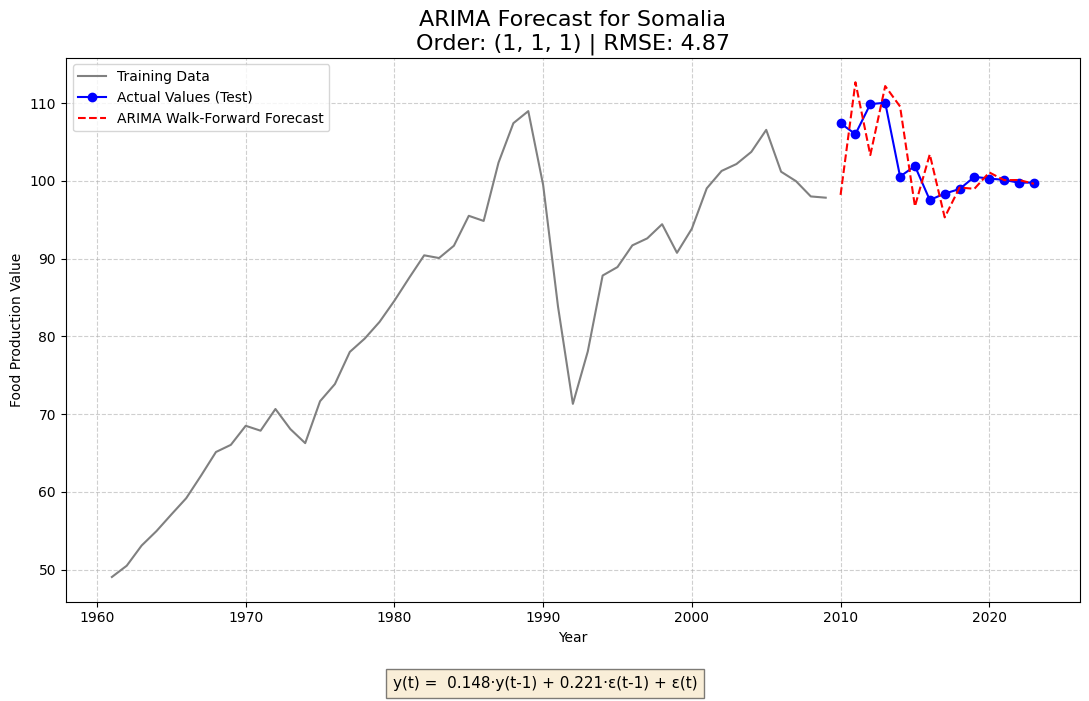 ARIMA Forecast for Somalia
Order: (1, 1, 1) | RMSE: 4.87
Training Data
Actual Values (Test)
ARIMA Walk-Forward Forecast
Food Production Value
110
100
90
80
70
60
50
1960
1970
1980
1990
2000
2010
2020
Year
y(t) = 0.148·y(t-1) + 0.221·ε(t-1) + ε(t)